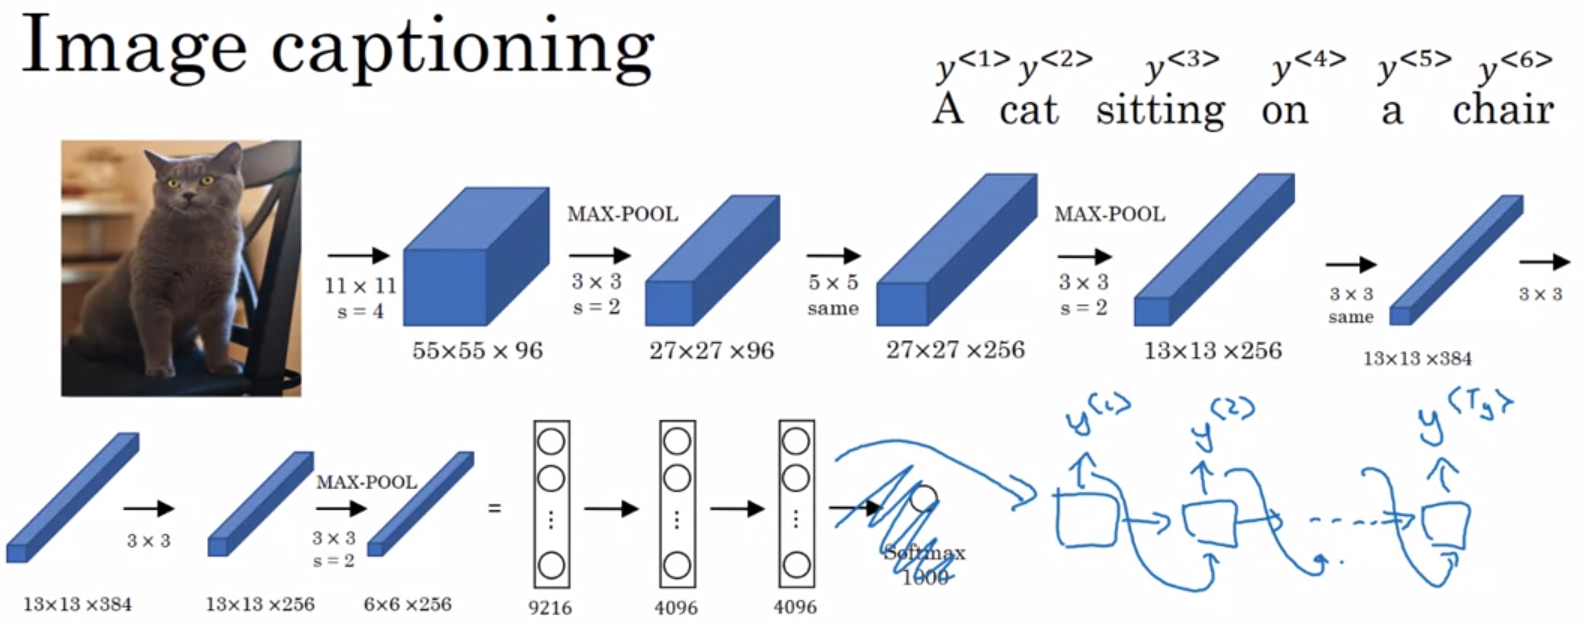 Image captioning
y<1> y<2> y<3> y<4> y<5> y<6>
A cat sitting on a chair
MAX-POOL
MAX-POOL
11 × 11
s = 4
3 × 3
s = 2
5 × 5
same
3 × 3
s = 2
3 × 3
same
3 × 3
55×55 × 96
27×27 ×96
27×27 ×256
13×13 ×256
13×13 ×384
y<1>
y<2>
y<Ty>
MAX-POOL
=
3 × 3
3 × 3
s = 2
Softmax
1000
13×13 ×384
13×13 ×256
6×6 ×256
9216
4096
4096